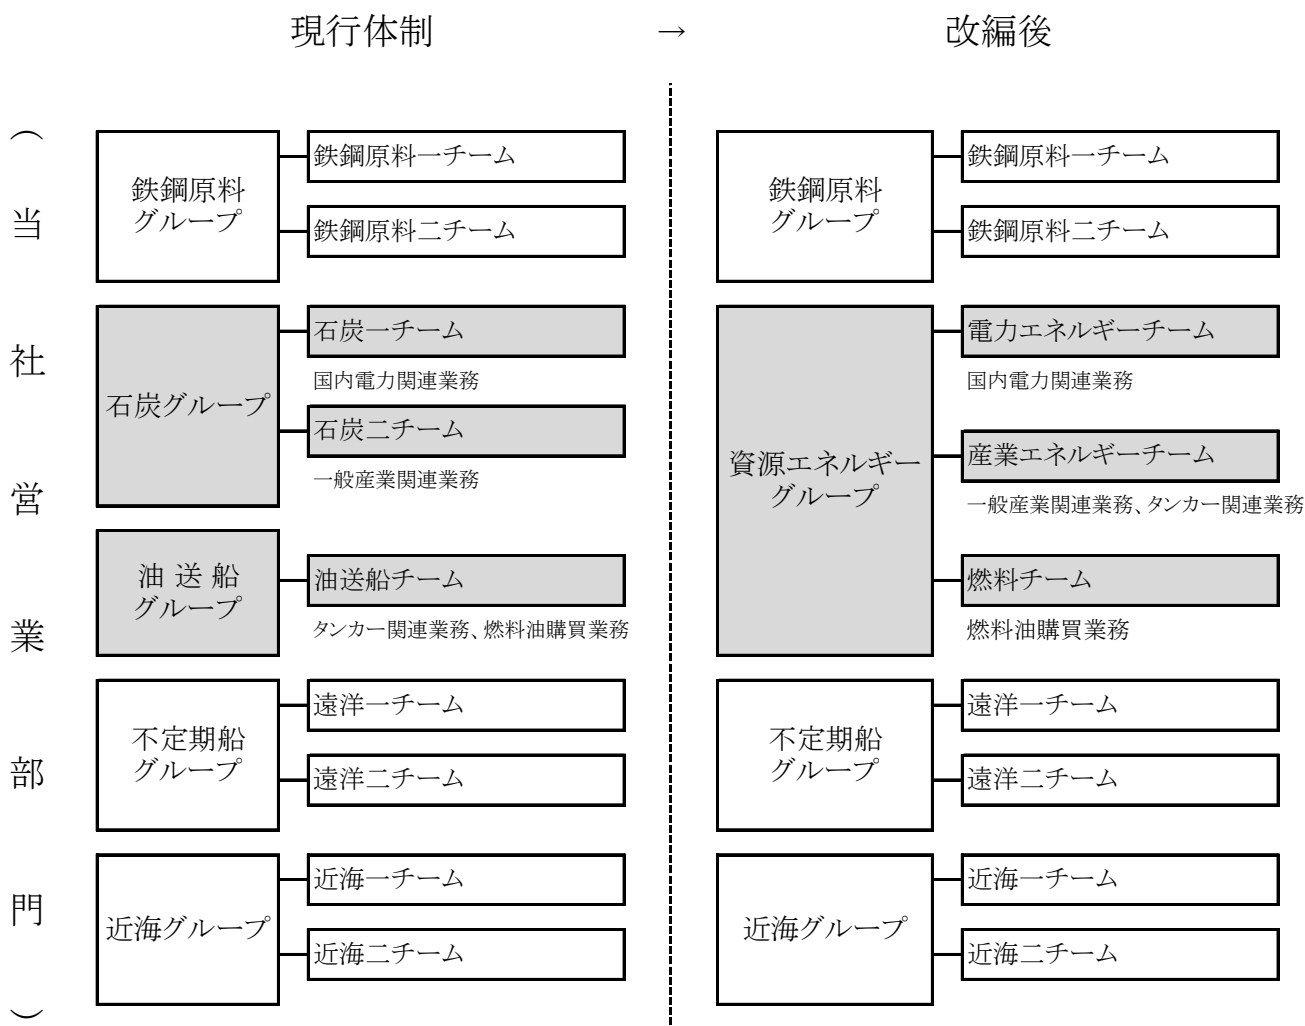 現行体制 → 改編後
（当社営業部門）
鉄鋼原料
グループ
鉄鋼原料一チーム
鉄鋼原料二チーム
石炭グループ
石炭一チーム
国内電力関連業務
石炭二チーム
一般産業関連業務
油送船
グループ
油送船チーム
タンカー関連業務、燃料油購買業務
不定期船
グループ
遠洋一チーム
遠洋二チーム
近海グループ
近海一チーム
近海二チーム
鉄鋼原料
グループ
鉄鋼原料一チーム
鉄鋼原料二チーム
資源エネルギー
グループ
電力エネルギーチーム
国内電力関連業務
産業エネルギーチーム
一般産業関連業務、タンカー関連業務
燃料チーム
燃料油購買業務
不定期船
グループ
遠洋一チーム
遠洋二チーム
近海グループ
近海一チーム
近海二チーム